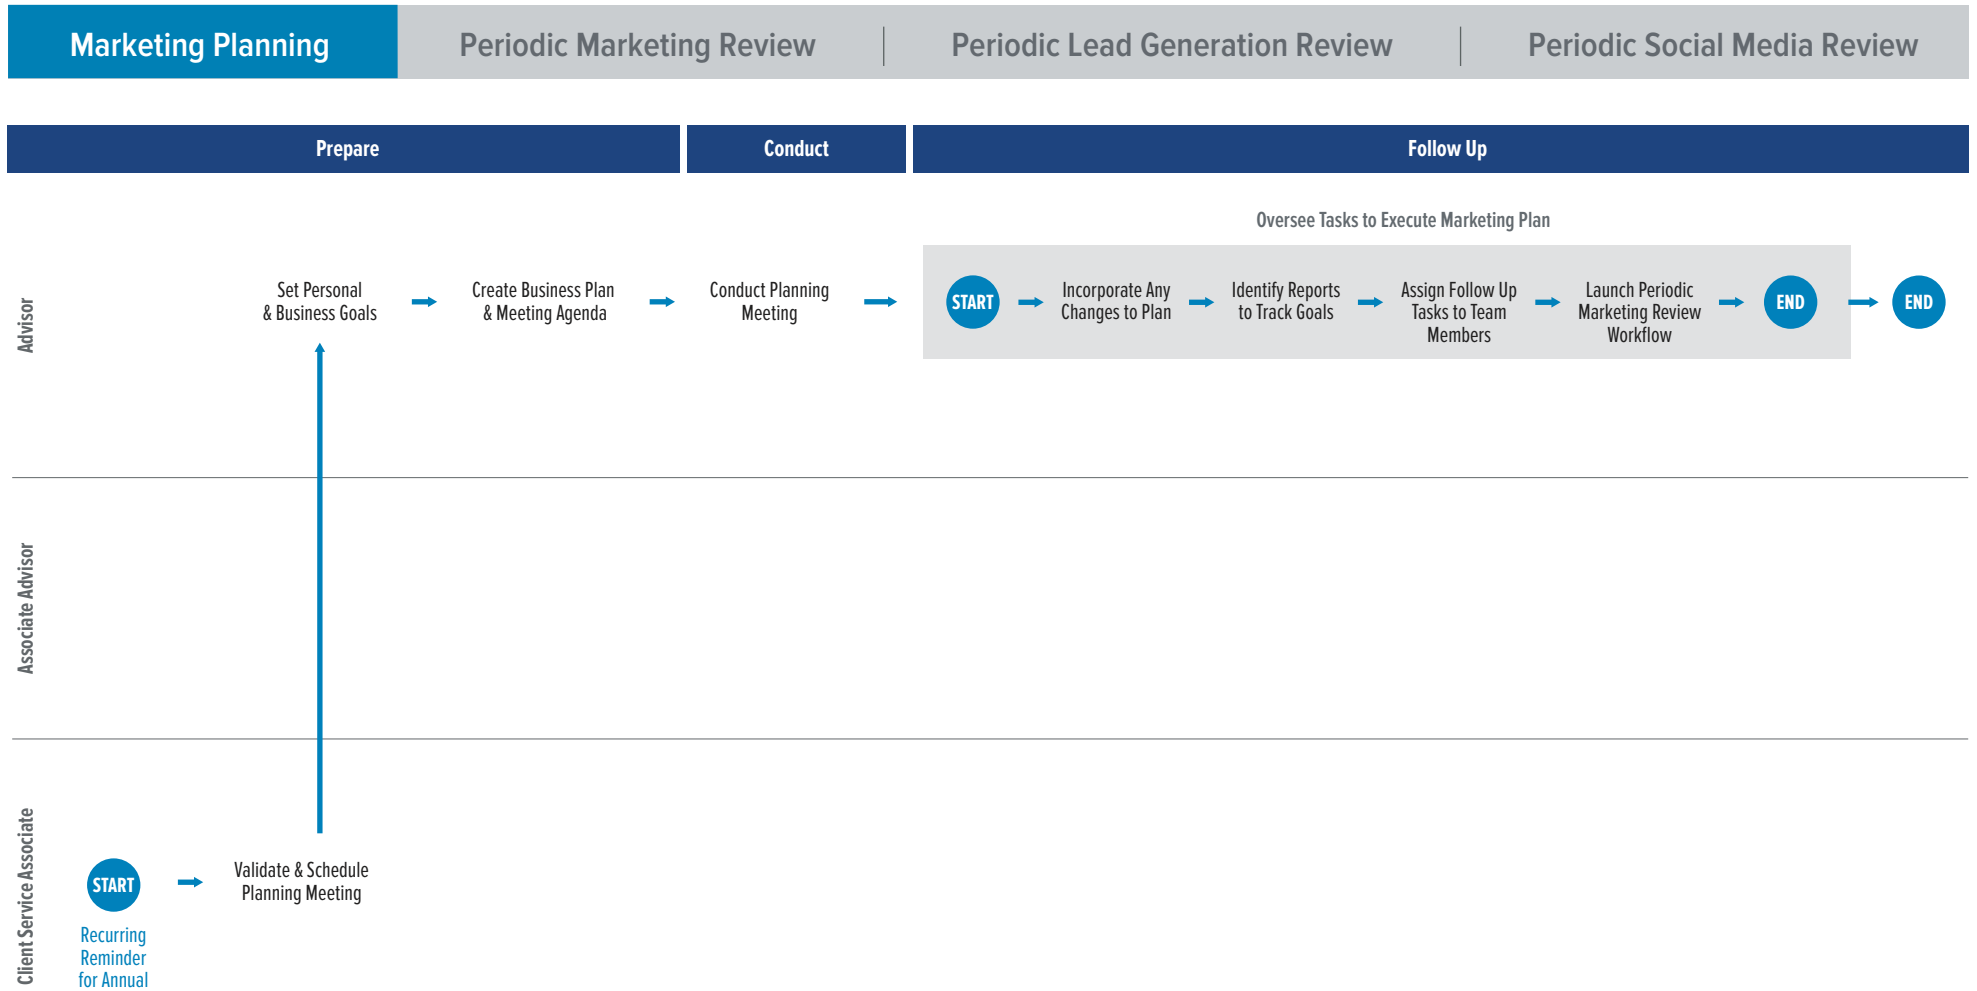 Marketing Planning
Periodic Marketing Review
Periodic Lead Generation Review
Periodic Social Media Review
Prepare
Conduct
Follow Up
Oversee Tasks to Execute Marketing Plan
Advisor
Set Personal
& Business Goals
Create Business Plan
& Meeting Agenda
Conduct Planning
Meeting
START
Incorporate Any
Changes to Plan
Identify Reports
to Track Goals
Assign Follow Up
Tasks to Team
Members
Launch Periodic
Marketing Review
Workflow
END
END
Associate Advisor
Client Service Associate
START
Recurring
Reminder
for Annual
Validate & Schedule
Planning Meeting